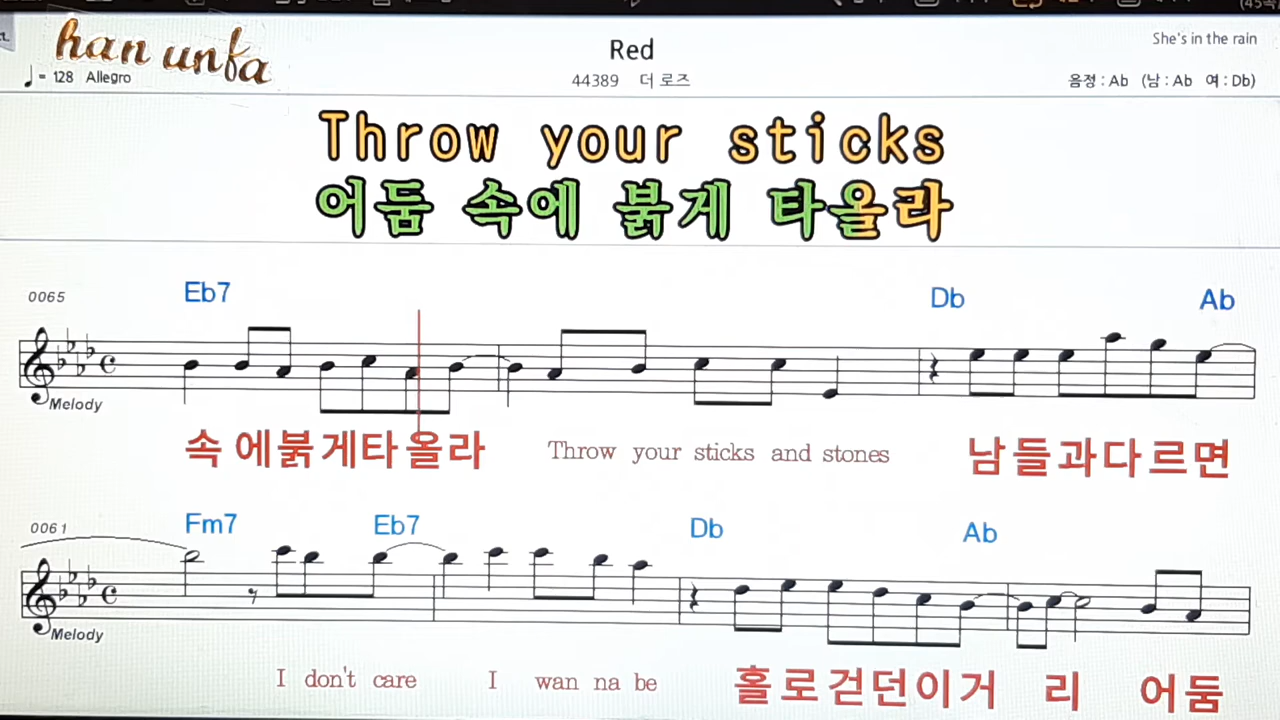 han unfa
Red
She's in the rain
♩= 128 Allegro
44389 더 로즈
음정 : Ab (남 : Ab 여 : Db)
Throw your sticks
어둠 속에 붉게 타올라
0065
Eb7 Db Ab
Melody
속 에붉게타올라 Throw your sticks and stones 남들과다르면
0061
Fm7 Eb7 Db Ab
Melody
I don't care I wan na be 홀로걷던이거 리 어둠